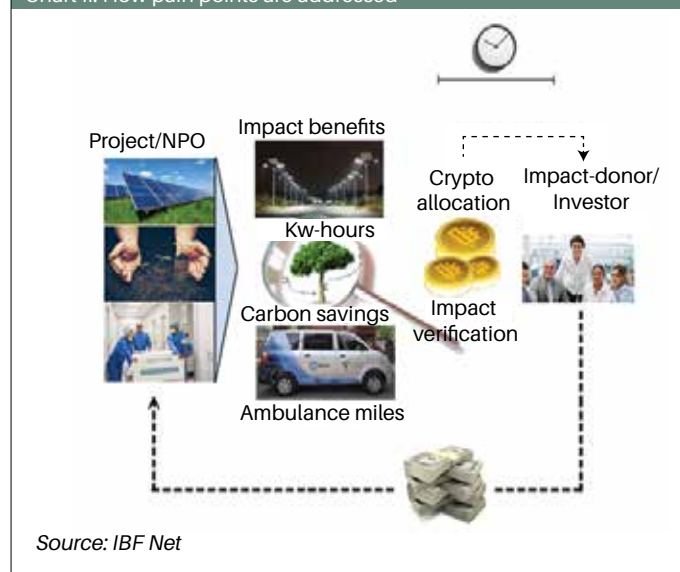 Project/NPO
Impact benefits
Kw-hours
Carbon savings
Ambulance miles
Crypto
allocation
Impact
verification
Impact-donor/
Investor
Source: IBF Net